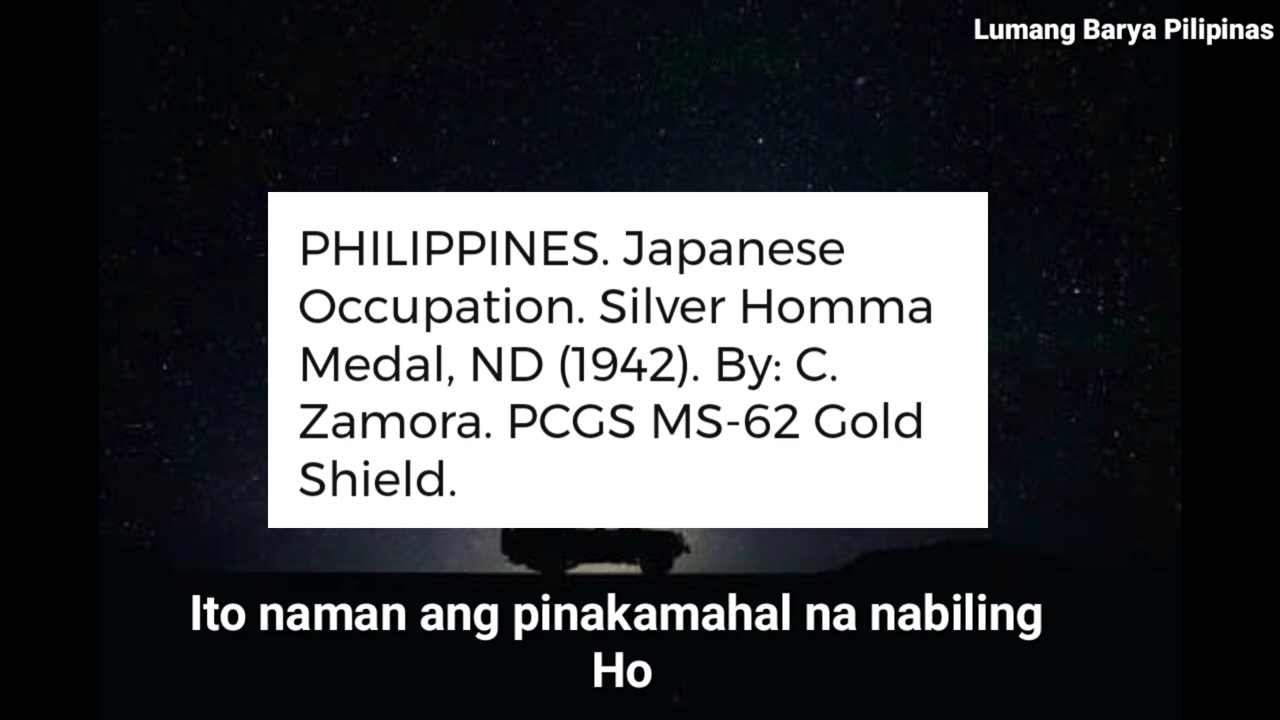 Lumang Barya Pilipinas
PHILIPPINES. Japanese
Occupation. Silver Homma
Medal, ND (1942). By: C.
Zamora. PCGS MS-62 Gold
Shield.
Ito naman ang pinakamahal na nabiling
Ho